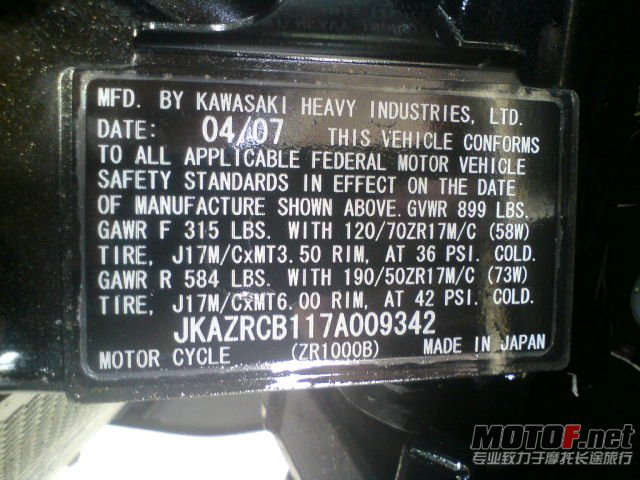 MFD. BY KAWASAKI HEAVY INDUSTRIES, LTD.
DATE: 04/07 THIS VEHICLE CONFORMS
TO ALL APPLICABLE FEDERAL MOTOR VEHICLE
SAFETY STANDARDS IN EFFECT ON THE DATE
OF MANUFACTURE SHOWN ABOVE. GVWR 899 LBS.
GAWR F 315 LBS. WITH 120/70ZR17M/C (58W)
TIRE, J17M/CxMT3.50 RIM, AT 36 PSI. COLD.
GAWR R 584 LBS. WITH 190/50ZR17M/C (73W)
TIRE, J17M/CxMT6.00 RIM, AT 42 PSI. COLD.
JKAZRCB117A009342
MOTOR CYCLE (ZR1000B) MADE IN JAPAN
MOTOF.net
专业致力于摩托长途旅行